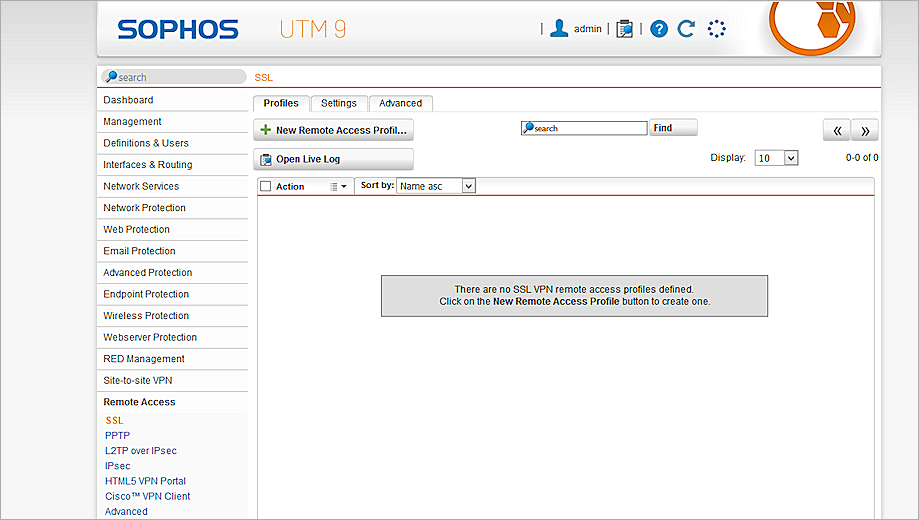 SOPHOS UTM 9
admin
search
SSL
Dashboard
Management
Definitions & Users
Interfaces & Routing
Network Services
Network Protection
Web Protection
Email Protection
Advanced Protection
Endpoint Protection
Wireless Protection
Webserver Protection
RED Management
Site-to-site VPN
Remote Access
SSL
PPTP
L2TP over IPsec
IPsec
HTML5 VPN Portal
Cisco™ VPN Client
Advanced
Profiles Settings Advanced
New Remote Access Profil...
search Find
« »
Open Live Log
Display: 10 0-0 of 0
Action Sort by: Name asc
There are no SSL VPN remote access profiles defined.
Click on the New Remote Access Profile button to create one.